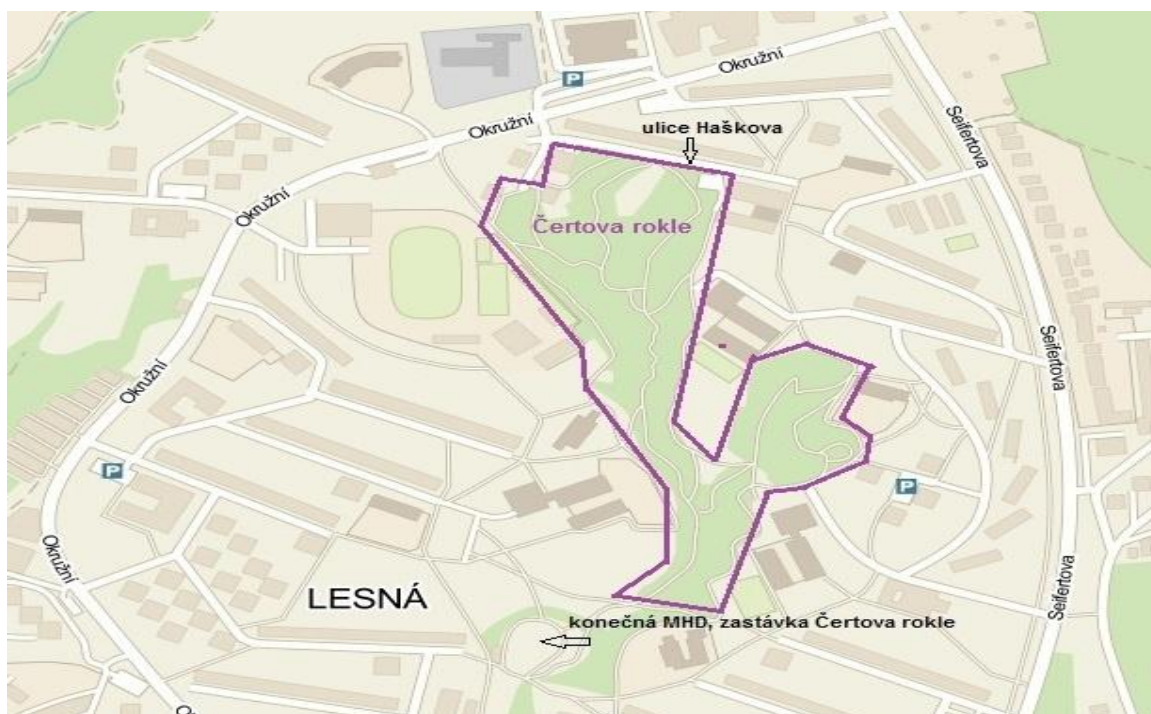 Okružní
P
Okružní
ulice Haškova
Seifertova
Čertova rokle
Okružní
Seifertova
Okružní
P
P
Okružní
Seifertova
LESNÁ
konečná MHD, zastávka Čertova rokle